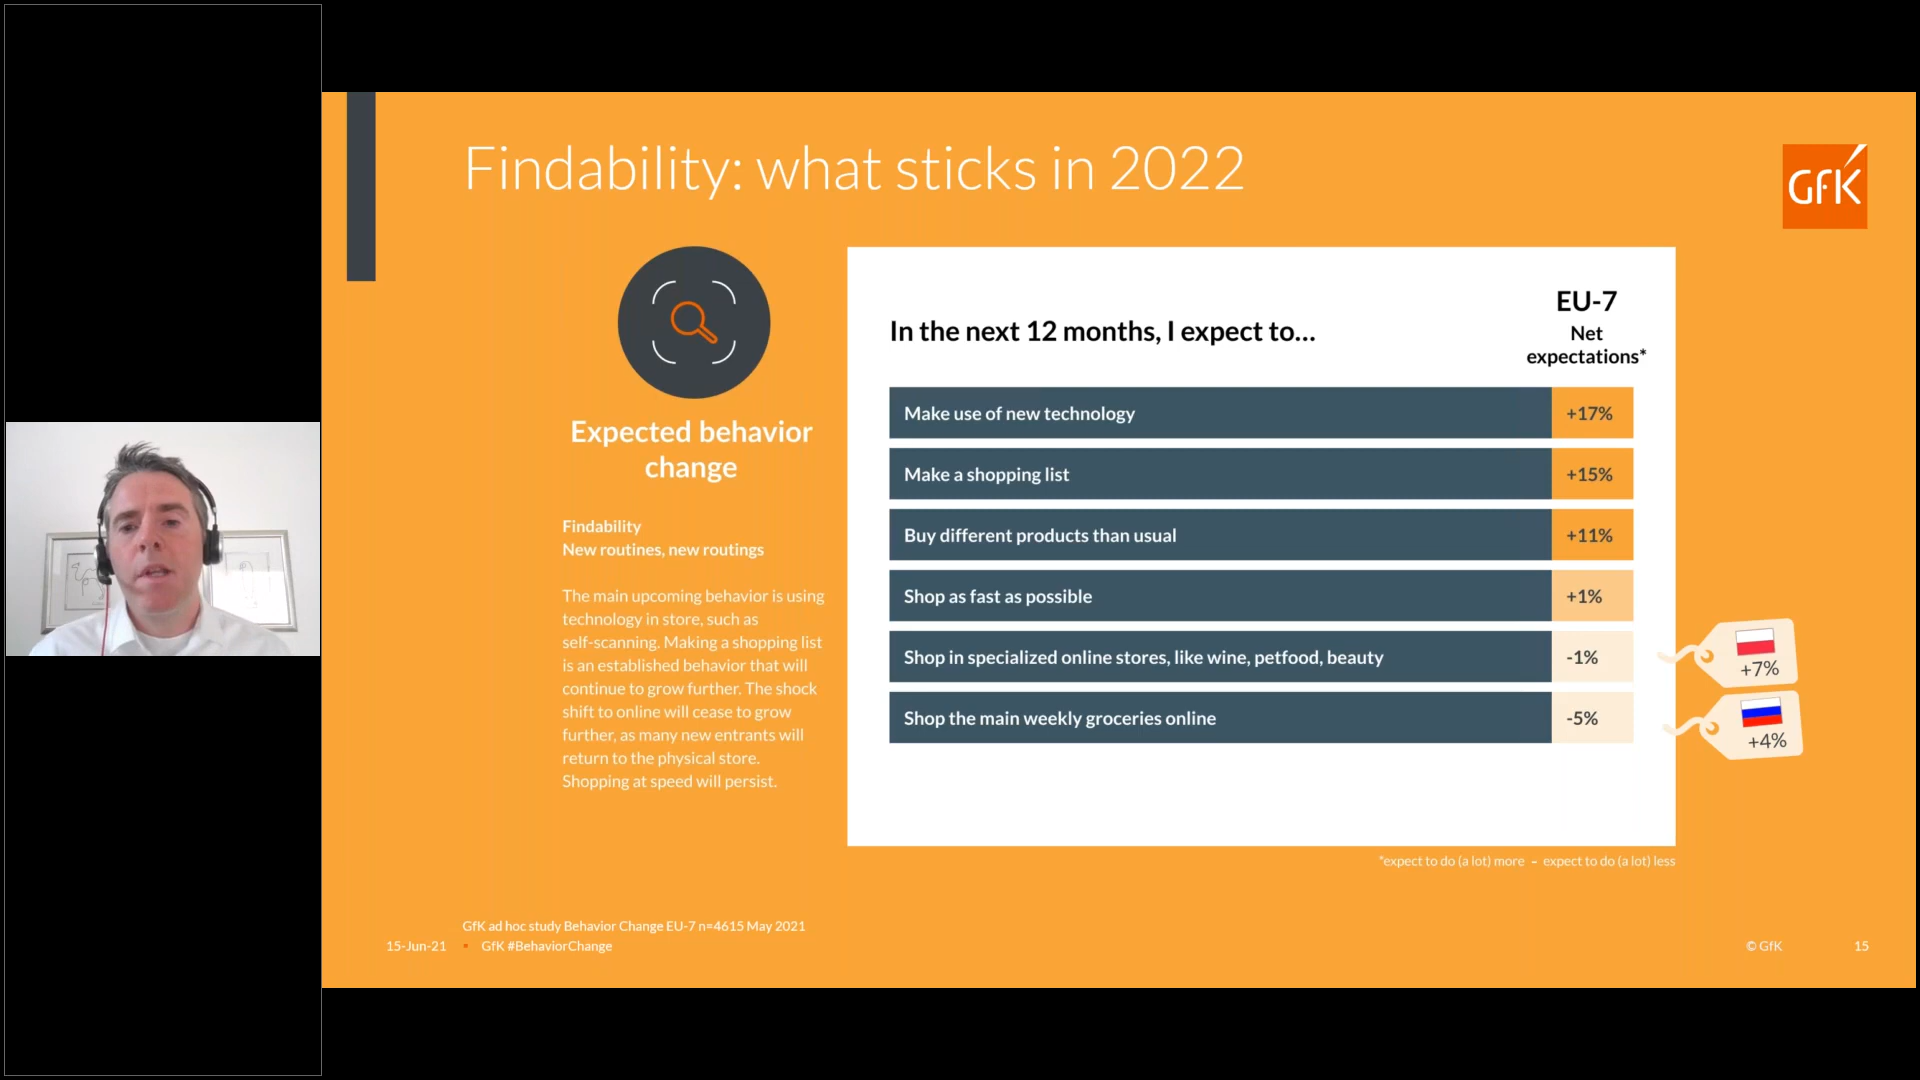 Findability: what sticks in 2022
GfK
Expected behavior
change
Findability
New routines, new routings
The main upcoming behavior is using
technology in store, such as
self-scanning. Making a shopping list
is an established behavior that will
continue to grow further. The shock
shift to online will cease to grow
further, as many new entrants will
return to the physical store.
Shopping at speed will persist.
In the next 12 months, I expect to...
EU-7
Net
expectations*
Make use of new technology +17%
Make a shopping list +15%
Buy different products than usual +11%
Shop as fast as possible +1%
Shop in specialized online stores, like wine, petfood, beauty -1%
+7%
Shop the main weekly groceries online -5%
+4%
*expect to do (a lot) more - expect to do (a lot) less
GfK ad hoc study Behavior Change EU-7 n=4615 May 2021
15-Jun-21 ▪ GfK #BehaviorChange
© GfK 15